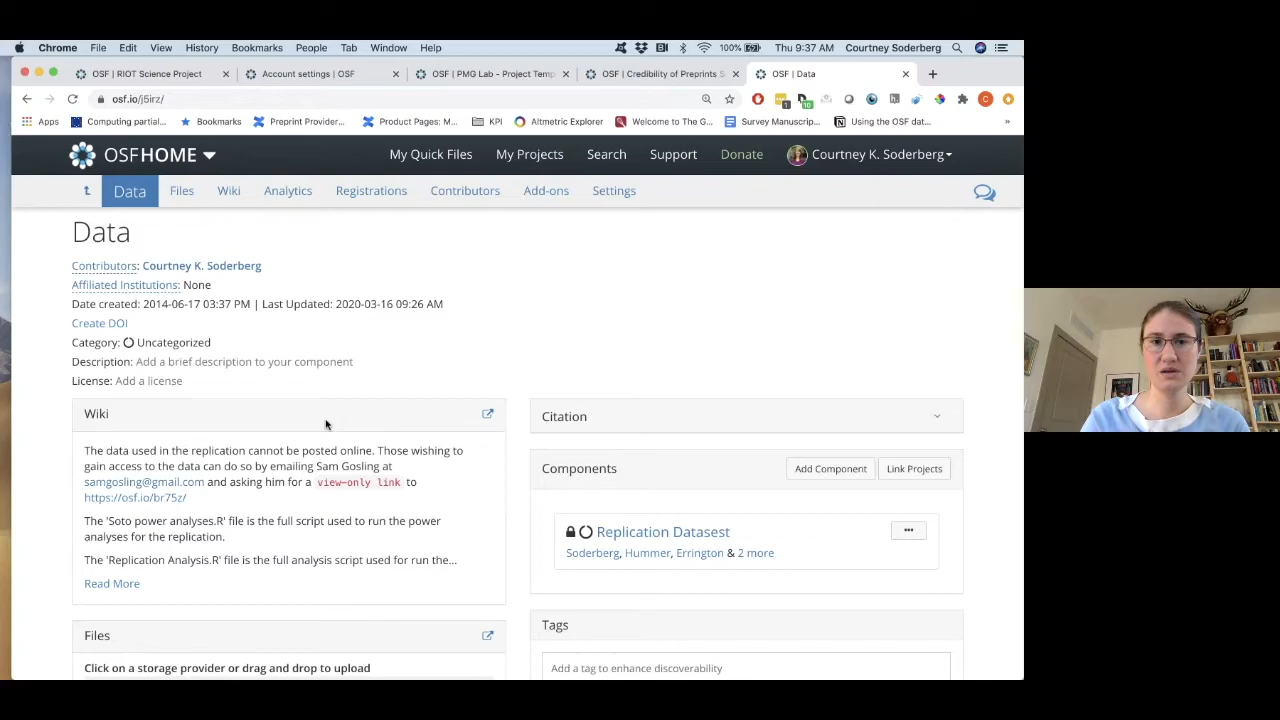 Chrome File Edit View History Bookmarks People Tab Window Help 100% Thu 9:37 AM Courtney Soderberg
OSF | RIOT Science Project
Account settings | OSF
OSF | PMG Lab - Project Temp
OSF | Credibility of Preprints S
OSF | Data
osf.io/j5irz/
Apps Computing partial... Bookmarks Preprint Provider... Product Pages: M... KPI Altmetric Explorer Welcome to The G... Survey Manuscrip... Using the OSF dat...
OSFHOME My Quick Files My Projects Search Support Donate Courtney K. Soderberg
Data Files Wiki Analytics Registrations Contributors Add-ons Settings
Data
Contributors: Courtney K. Soderberg
Affiliated Institutions: None
Date created: 2014-06-17 03:37 PM | Last Updated: 2020-03-16 09:26 AM
Create DOI
Category: Uncategorized
Description: Add a brief description to your component
License: Add a license
Wiki
The data used in the replication cannot be posted online. Those wishing to
gain access to the data can do so by emailing Sam Gosling at
samgosling@gmail.com and asking him for a view-only link to
https://osf.io/br75z/
The 'Soto power analyses.R' file is the full script used to run the power
analyses for the replication.
The 'Replication Analysis.R' file is the full analysis script used for run the...
Read More
Files
Click on a storage provider or drag and drop to upload
Citation
Components
Add Component
Link Projects
Replication Datasest
Soderberg, Hummer, Errington & 2 more
Tags
Add a tag to enhance discoverability